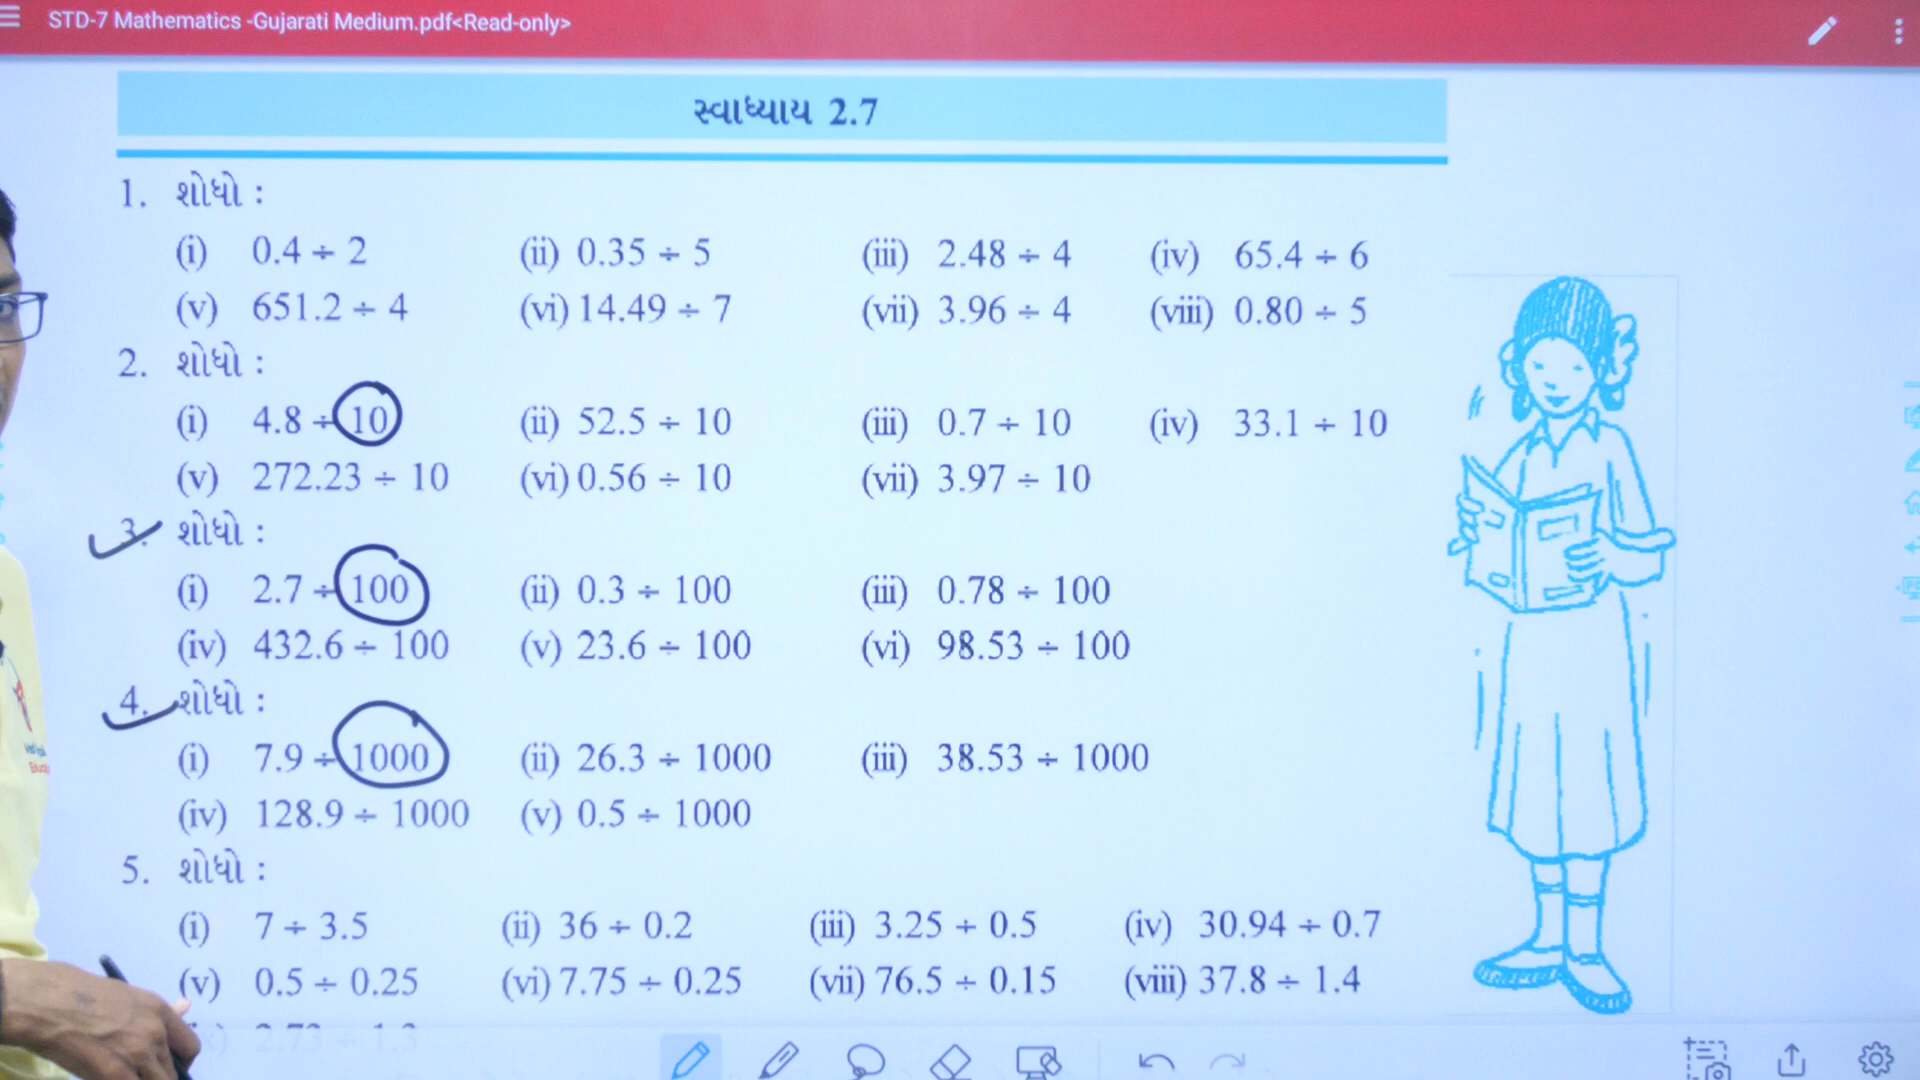 STD-7 Mathematics -Gujarati Medium.pdf<Read-only>
સ્વાધ્યાય 2.7
1. શોધો :
(i) 0.4 ÷ 2 (ii) 0.35 ÷ 5 (iii) 2.48 ÷ 4 (iv) 65.4 ÷ 6
(v) 651.2 ÷ 4 (vi) 14.49 ÷ 7 (vii) 3.96 ÷ 4 (viii) 0.80 ÷ 5
2. શોધો :
(i) 4.8 ÷ 10 (ii) 52.5 ÷ 10 (iii) 0.7 ÷ 10 (iv) 33.1 ÷ 10
(v) 272.23 ÷ 10 (vi) 0.56 ÷ 10 (vii) 3.97 ÷ 10
3. શોધો :
(i) 2.7 ÷ 100 (ii) 0.3 ÷ 100 (iii) 0.78 ÷ 100
(iv) 432.6 ÷ 100 (v) 23.6 ÷ 100 (vi) 98.53 ÷ 100
4. શોધો :
(i) 7.9 ÷ 1000 (ii) 26.3 ÷ 1000 (iii) 38.53 ÷ 1000
(iv) 128.9 ÷ 1000 (v) 0.5 ÷ 1000
5. શોધો :
(i) 7 ÷ 3.5 (ii) 36 ÷ 0.2 (iii) 3.25 ÷ 0.5 (iv) 30.94 ÷ 0.7
(v) 0.5 ÷ 0.25 (vi) 7.75 ÷ 0.25 (vii) 76.5 ÷ 0.15 (viii) 37.8 ÷ 1.4
2.73 ÷ 1.3